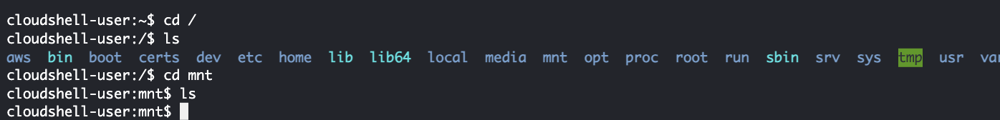 cloudshell-user:~$ cd /
cloudshell-user:/$ ls
aws bin boot certs dev etc home lib lib64 local media mnt opt proc root run sbin srv sys tmp usr
cloudshell-user:/$ cd mnt
cloudshell-user:mnt$ ls
cloudshell-user:mnt$